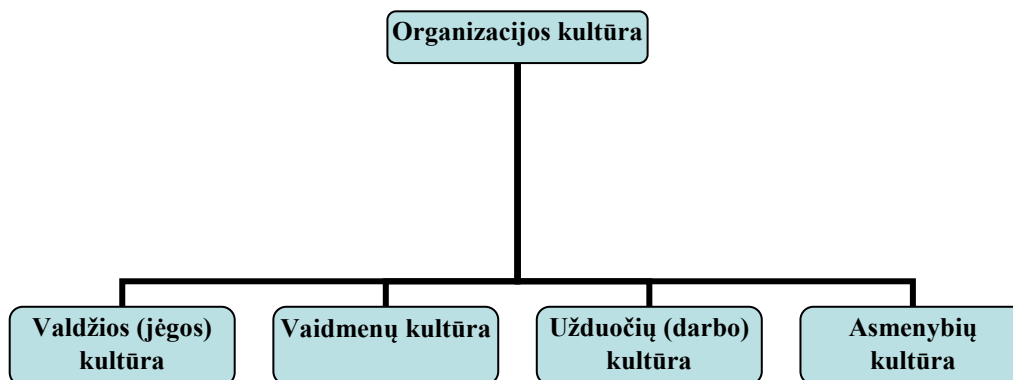 Organizacijos kultūra
Valdžios (jėgos)
kultūra
Vaidmenų kultūra
Užduočių (darbo)
kultūra
Asmenybių
kultūra